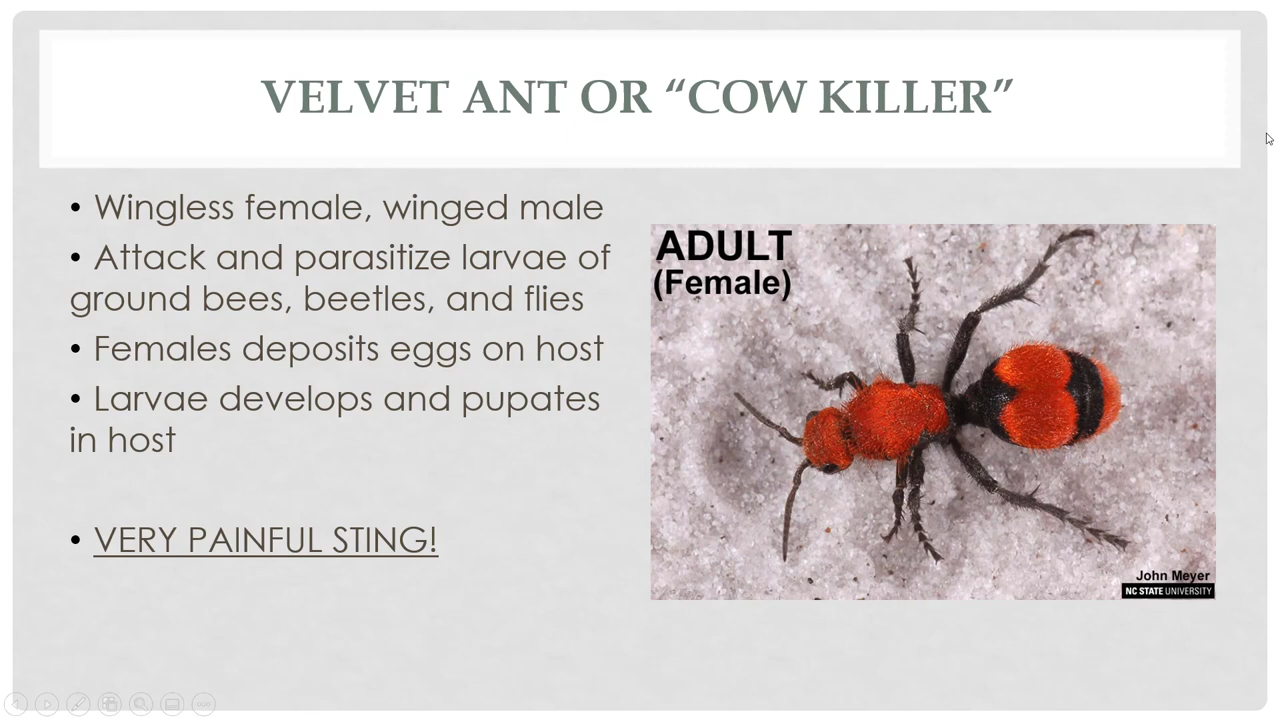 VELVET ANT OR “COW KILLER”
• Wingless female, winged male
• Attack and parasitize larvae of
ground bees, beetles, and flies
• Females deposits eggs on host
• Larvae develops and pupates
in host
• VERY PAINFUL STING!
ADULT
(Female)
John Meyer
NC STATE UNIVERSITY